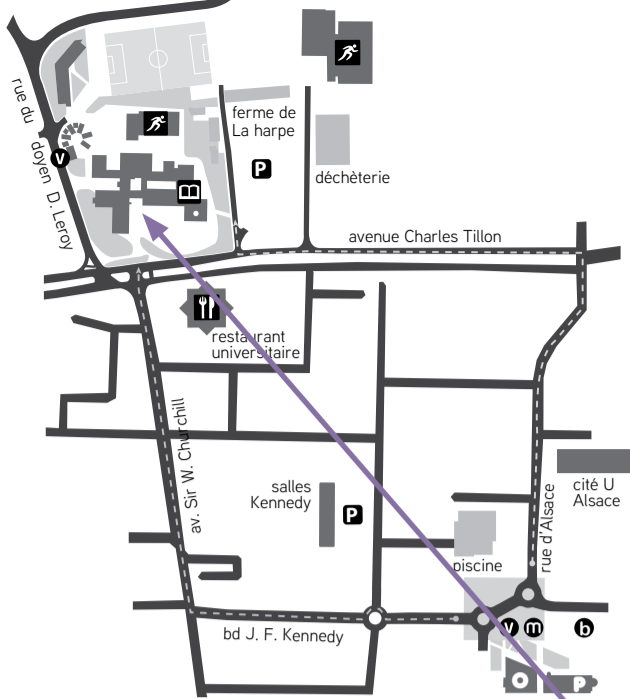 rue du doyen D. Leroy
V
ferme de
La harpe
P
déchèterie
avenue Charles Tillon
restaurant
universitaire
av. Sir W. Churchill
salles
Kennedy
P
piscine
rue d'Alsace
cité U
Alsace
bd J. F. Kennedy
V m b
P